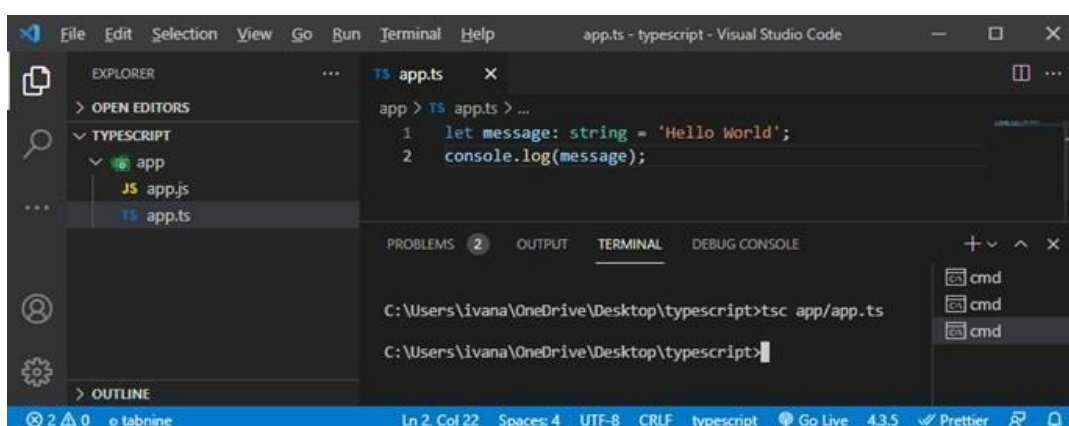 File Edit Selection View Go Run Terminal Help app.ts - typescript - Visual Studio Code
EXPLORER
OPEN EDITORS
TYPESCRIPT
app
JS app.js
TS app.ts
OUTLINE
TS app.ts
app > TS app.ts > ...
1 let message: string = 'Hello World';
2 console.log(message);
PROBLEMS 2 OUTPUT TERMINAL DEBUG CONSOLE
C:\Users\ivana\OneDrive\Desktop\typescript>tsc app/app.ts
C:\Users\ivana\OneDrive\Desktop\typescript>
cmd
cmd
cmd
2 0 tabnine Ln 2, Col 22 Spaces: 4 UTF-8 CRLF typescript Go Live 4.3.5 Prettier